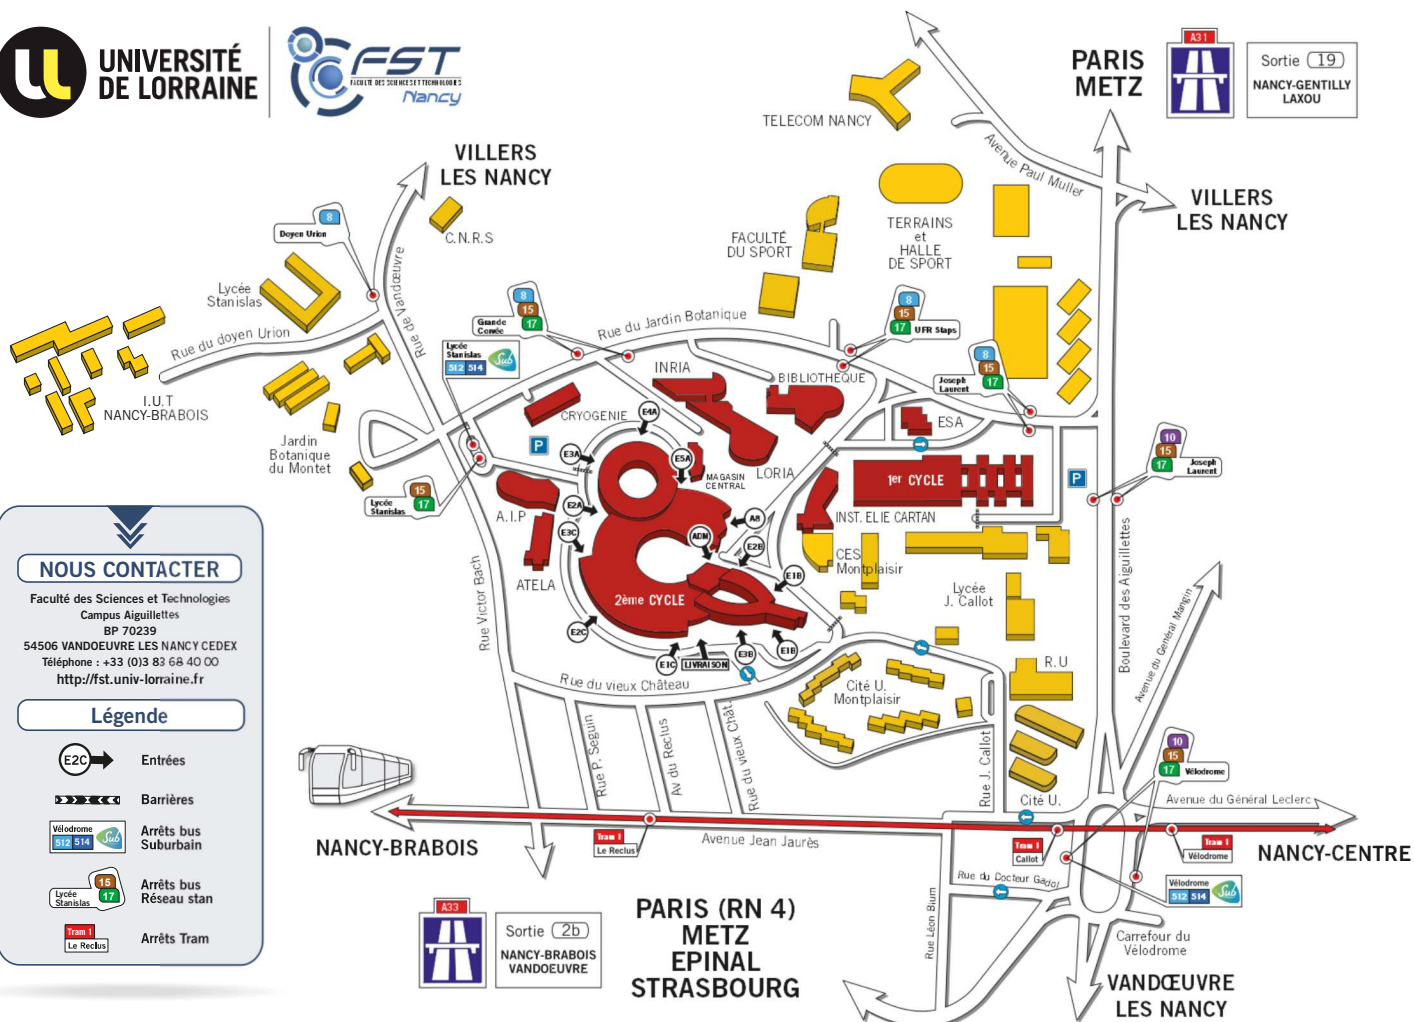 UNIVERSITÉ
DE LORRAINE
FST
FACULTÉ DES SCIENCES ET TECHNOLOGIES
Nancy
PARIS
METZ
A31
Sortie 19
NANCY-GENTILLY
LAXOU
TELECOM NANCY
Avenue Paul Muller
VILLERS
LES NANCY
VILLERS
LES NANCY
8
Doyen Urion
C.N.R.S
Rue de Vandœuvre
Lycée
Stanislas
Rue du doyen Urion
I.U.T
NANCY-BRABOIS
Jardin
Botanique
du Montet
FACULTÉ
DU SPORT
TERRAINS
et
HALLE
DE SPORT
8
15
17
Grande
Corvée
Lycée
Stanislas
512 514 Sub
Rue du Jardin Botanique
8
15
17 UFR Staps
8
15
17
Joseph
Laurent
10
15
17
Joseph
Laurent
15
17
Lycée
Stanislas
P
CRYOGENIE
INRIA
BIBLIOTHEQUE
LORIA
MAGASIN
CENTRAL
ESA
1er CYCLE
P
INST. ELIE CARTAN
A.I.P
ATELA
2ème CYCLE
E4A
E3A
E5A
E2A
E3C
A8
ADM
E2B
E1B
E2C
E1C
LIVRAISON
E3B
E1B
CES
Montplaisir
Lycée
J. Callot
R.U
Cité U.
Montplaisir
Cité U.
Rue Victor Bach
Rue du vieux Château
Rue P. Seguin
Av du Reclus
Rue du vieux Chât.
Rue J. Callot
Boulevard des Aiguillettes
Avenue du Général Mangin
10
15
17 Vélodrome
Avenue du Général Leclerc
Avenue Jean Jaurès
NANCY-BRABOIS
NANCY-CENTRE
Tram 1
Le Reclus
Tram 1
Callot
Tram 1
Vélodrome
Rue du Docteur Gadol
Rue Léon Blum
Vélodrome
512 514 Sub
Carrefour du
Vélodrome
VANDŒUVRE
LES NANCY
A33
Sortie 2b
NANCY-BRABOIS
VANDOEUVRE
PARIS (RN 4)
METZ
EPINAL
STRASBOURG
NOUS CONTACTER
Faculté des Sciences et Technologies
Campus Aiguillettes
BP 70239
54506 VANDOEUVRE LES NANCY CEDEX
Téléphone : +33 (0)3 83 68 40 00
http://fst.univ-lorraine.fr
Légende
E2C Entrées
Barrières
Vélodrome
512 514 Sub
Arrêts bus
Suburbain
15
17
Lycée
Stanislas
Arrêts bus
Réseau stan
Tram 1
Le Reclus
Arrêts Tram